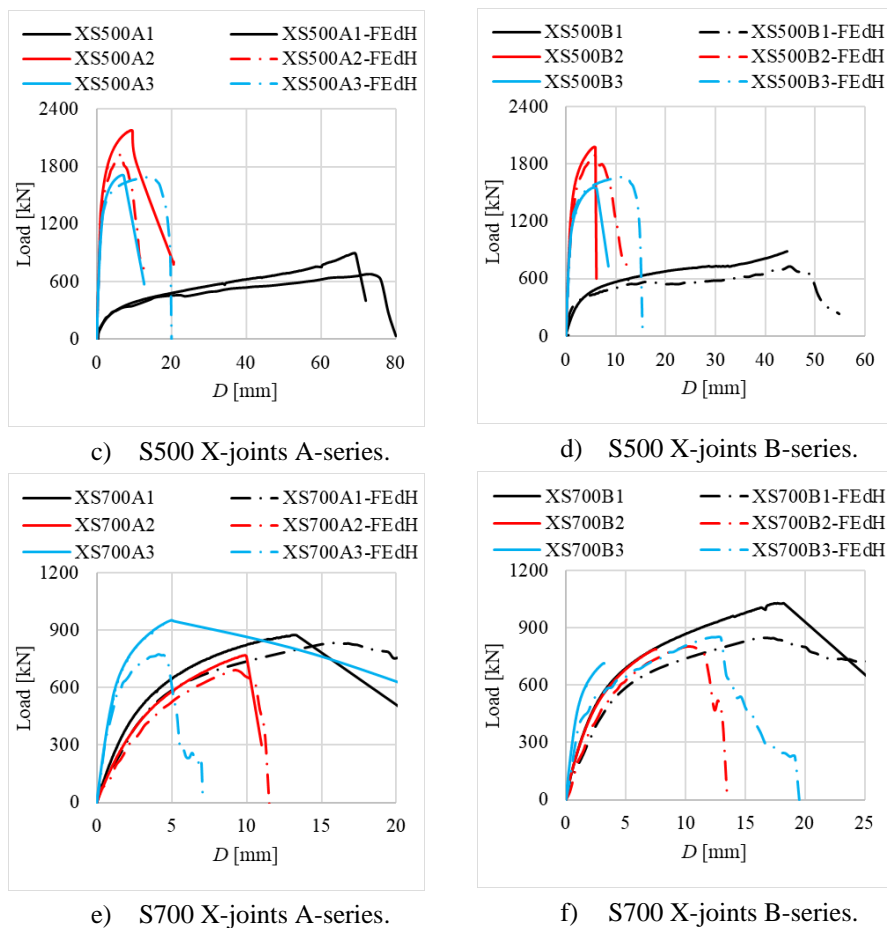 XS500A1 XS500A1-FEdH
XS500A2 XS500A2-FEdH
XS500A3 XS500A3-FEdH
2400
1800
1200
600
0
Load [kN]
0 20 40 60 80
D [mm]
c) S500 X-joints A-series.
XS500B1 XS500B1-FEdH
XS500B2 XS500B2-FEdH
XS500B3 XS500B3-FEdH
2400
1800
1200
600
0
Load [kN]
0 10 20 30 40 50 60
D [mm]
d) S500 X-joints B-series.
XS700A1 XS700A1-FEdH
XS700A2 XS700A2-FEdH
XS700A3 XS700A3-FEdH
1200
900
600
300
0
Load [kN]
0 5 10 15 20
D [mm]
e) S700 X-joints A-series.
XS700B1 XS700B1-FEdH
XS700B2 XS700B2-FEdH
XS700B3 XS700B3-FEdH
1200
900
600
300
0
Load [kN]
0 5 10 15 20 25
D [mm]
f) S700 X-joints B-series.